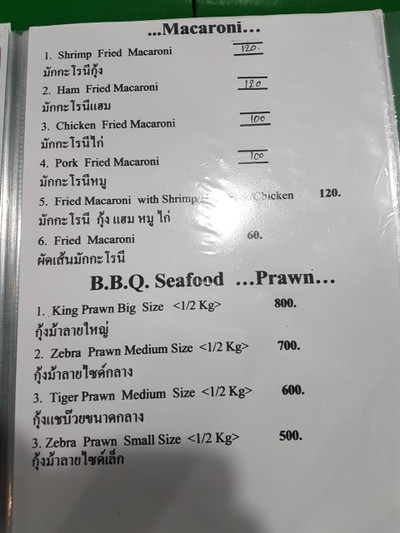 ...Macaroni...
1. Shrimp Fried Macaroni 120.
มักกะโรนีกุ้ง
2. Ham Fried Macaroni 120
มักกะโรนีแฮม
3. Chicken Fried Macaroni 100
มักกะโรนีไก่
4. Pork Fried Macaroni 100
มักกะโรนีหมู
5. Fried Macaroni with Shrimp/ /Chicken 120.
มักกะโรนี กุ้ง แฮม หมู ไก่
6. Fried Macaroni 60.
ผัดเส้นมักกะโรนี
B.B.Q. Seafood ...Prawn...
1. King Prawn Big Size <1/2 Kg> 800.
กุ้งม้าลายใหญ่
2. Zebra Prawn Medium Size <1/2 Kg> 700.
กุ้งม้าลายไซด์กลาง
3. Tiger Prawn Medium Size <1/2 Kg> 600.
กุ้งแชบ๊วยขนาดกลาง
3. Zebra Prawn Small Size <1/2 Kg> 500.
กุ้งม้าลายไซด์เล็ก